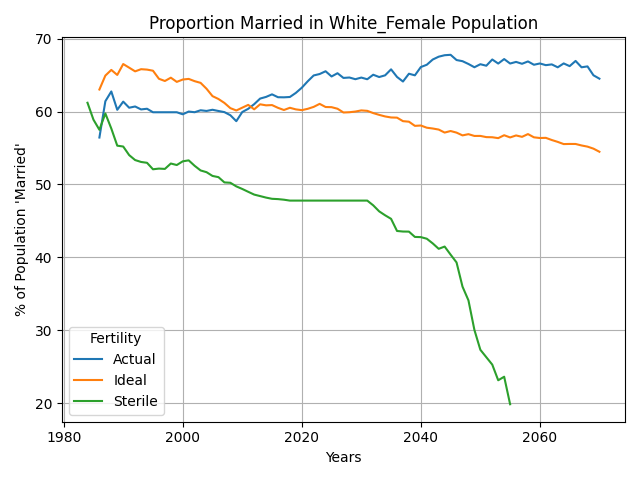 Proportion Married in White_Female Population
% of Population 'Married'
70
60
50
40
30
20
Fertility
Actual
Ideal
Sterile
1980 2000 2020 2040 2060
Years